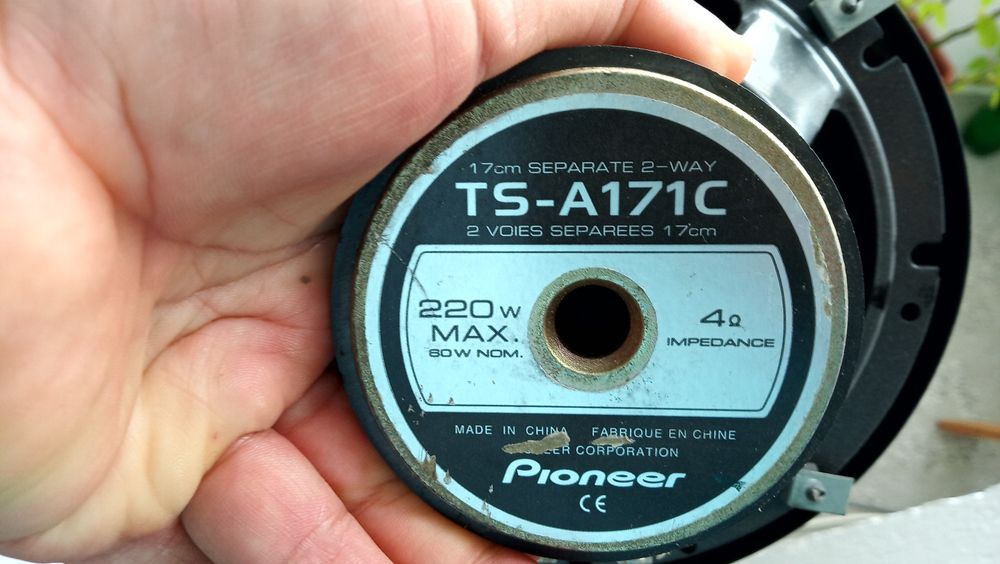 17cm SEPARATE 2-WAY
TS-A171C
2 VOIES SEPAREES 17cm
220W
MAX.
60W NOM.
4Ω
IMPEDANCE
MADE IN CHINA FABRIQUE EN CHINE
CORPORATION
Pioneer
CE